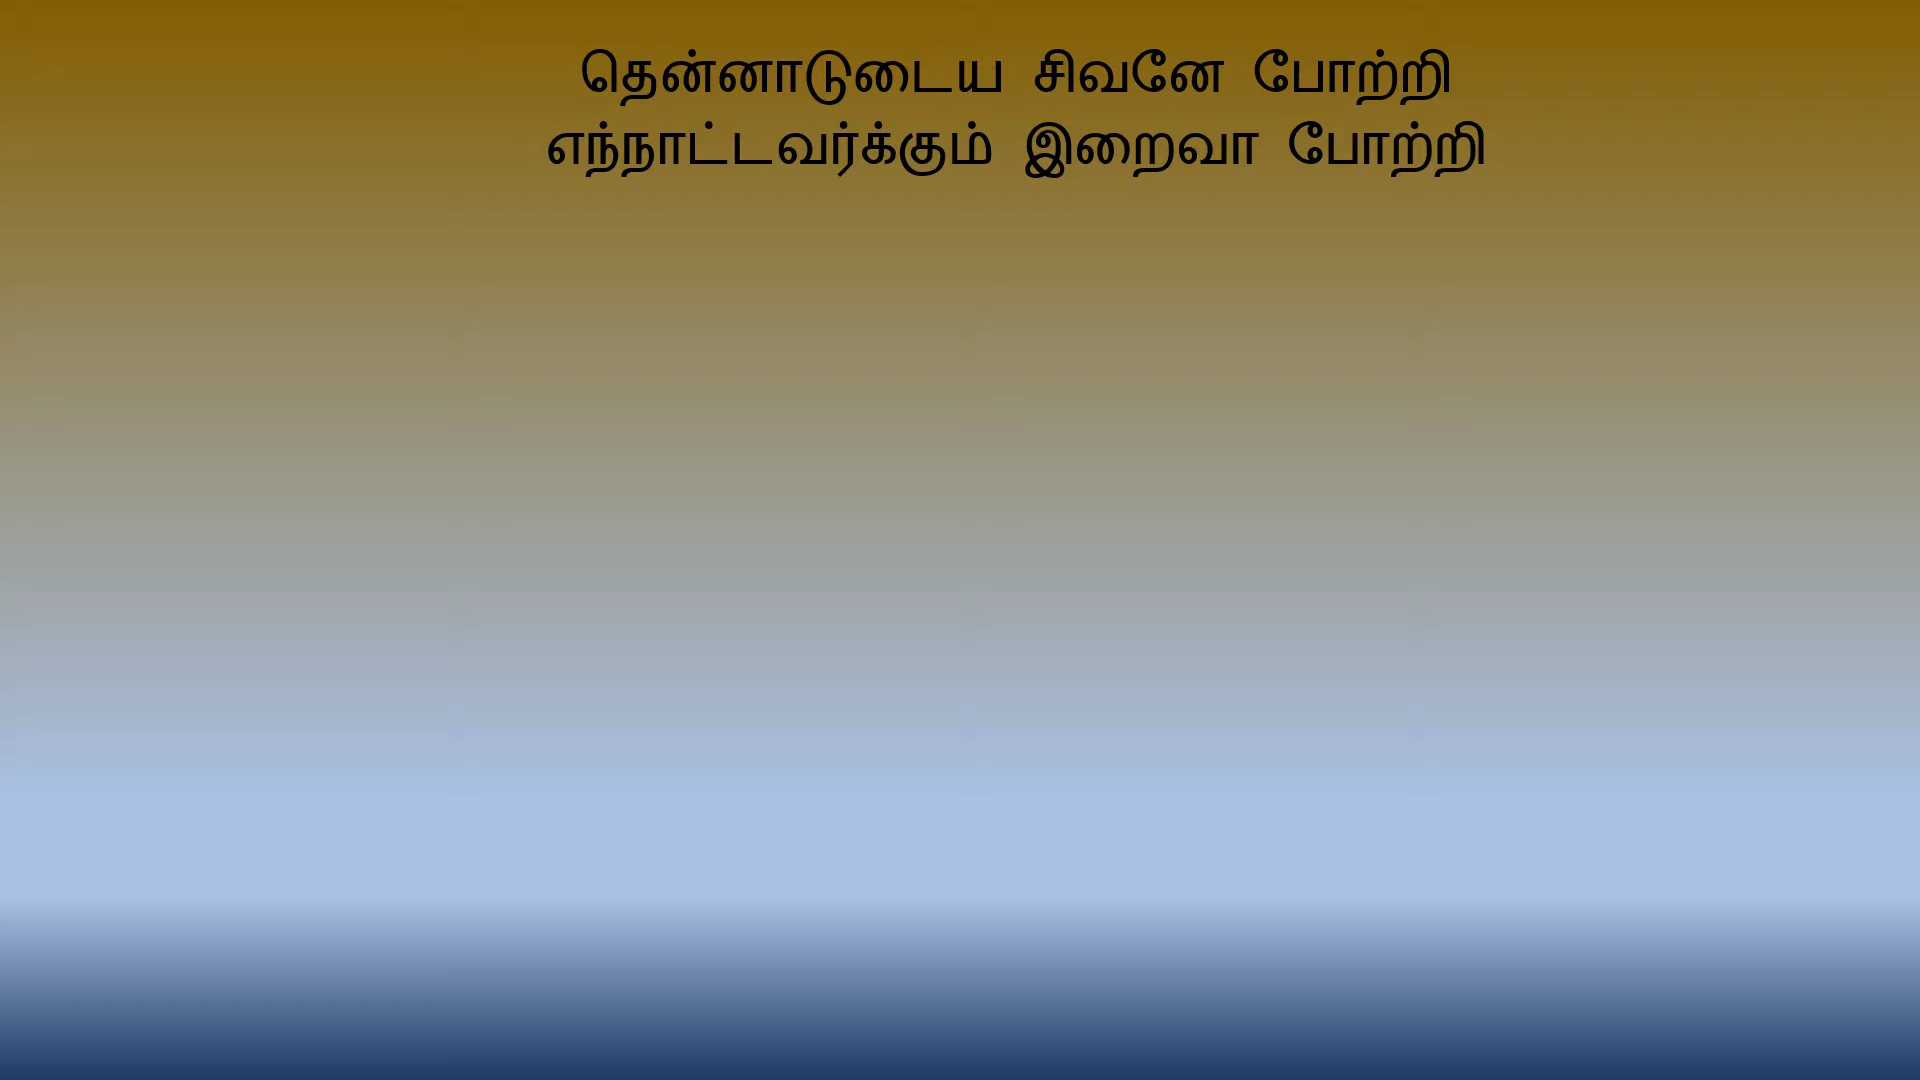 தென்னாடுடைய சிவனே போற்றி
எந்நாட்டவர்க்கும் இறைவா போற்றி